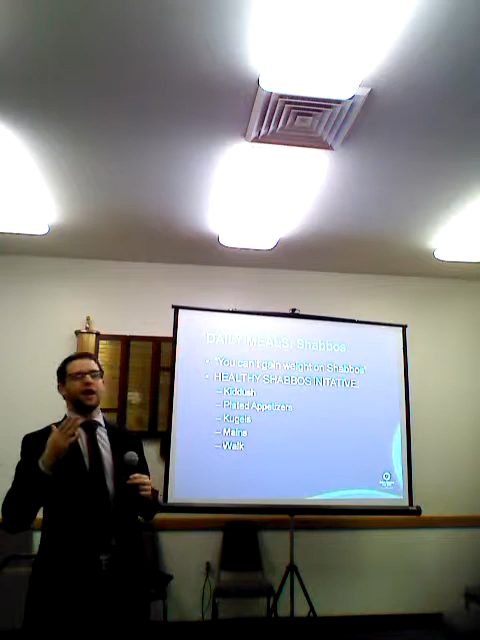 DAILY MEALS: Shabbos
• "You can't gain weight on Shabbos"
• HEALTHY SHABBOS INITATIVE:
– Kiddush
– Plated Appetizers
– Kugels
– Mains
– Walk